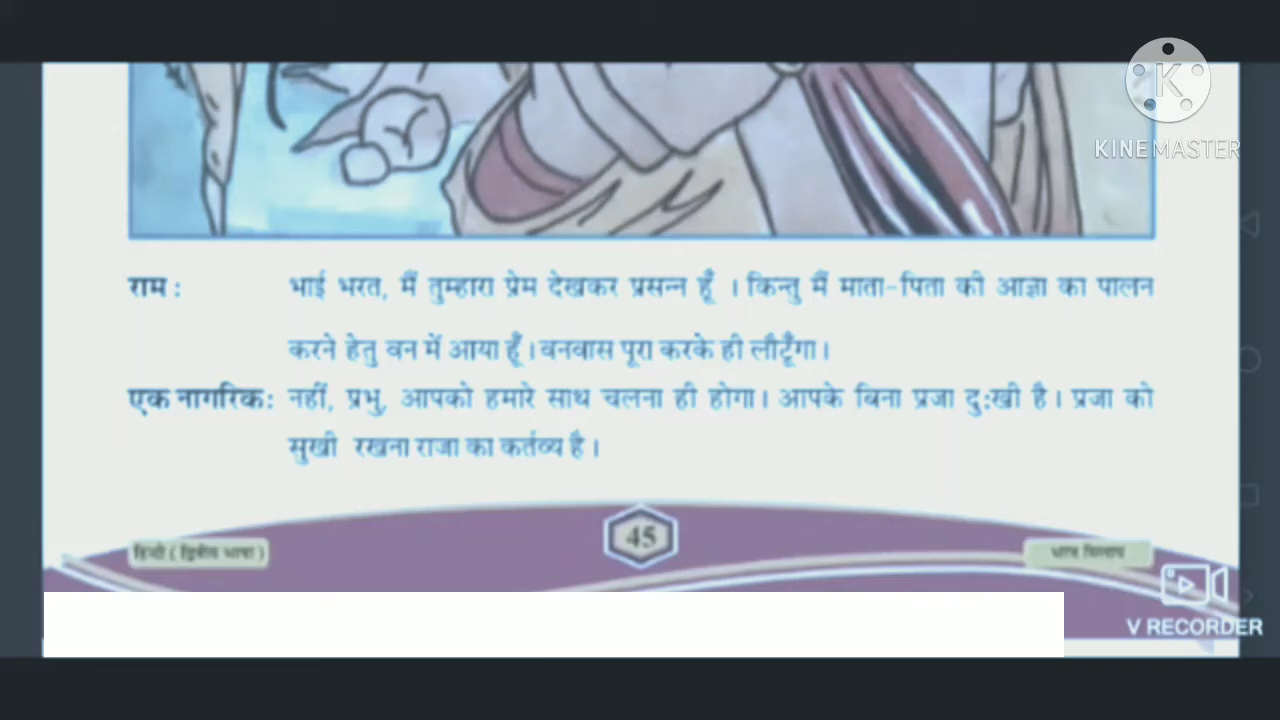 KINEMASTER
राम : भाई भरत, मैं तुम्हारा प्रेम देखकर प्रसन्न हूँ । किन्तु मैं माता-पिता की आज्ञा का पालन
करने हेतु वन में आया हूँ। वनवास पूरा करके ही लौटूँगा।
एक नागरिक: नहीं, प्रभु, आपको हमारे साथ चलना ही होगा। आपके बिना प्रजा दुःखी है। प्रजा को
सुखी रखना राजा का कर्तव्य है।
45
हिन्दी ( द्वितीय भाषा )
भरत मिलाप
V RECORDER